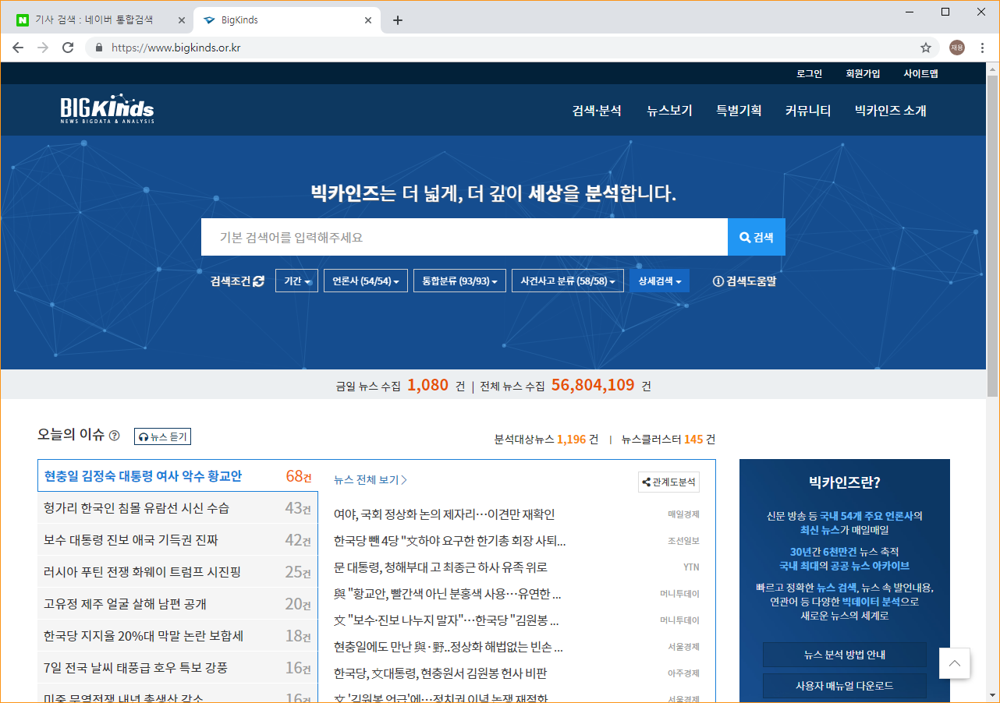 기사 검색 : 네이버 통합검색
BigKinds
https://www.bigkinds.or.kr
재용
로그인 회원가입 사이트맵
BIGKinds
NEWS BIGDATA & ANALYSIS
검색·분석 뉴스보기 특별기획 커뮤니티 빅카인즈 소개
빅카인즈는 더 넓게, 더 깊이 세상을 분석합니다.
기본 검색어를 입력해주세요
검색
검색조건 기간 언론사 (54/54) 통합분류 (93/93) 사건사고 분류 (58/58) 상세검색 검색도움말
금일 뉴스 수집 1,080 건 | 전체 뉴스 수집 56,804,109 건
오늘의 이슈 ? 뉴스 듣기
분석대상뉴스 1,196 건 | 뉴스클러스터 145 건
현충일 김정숙 대통령 여사 악수 황교안 68건
헝가리 한국인 침몰 유람선 시신 수습 43건
보수 대통령 진보 애국 기득권 진짜 42건
러시아 푸틴 전쟁 화웨이 트럼프 시진핑 25건
고유정 제주 얼굴 살해 남편 공개 20건
한국당 지지율 20%대 막말 논란 보합세 18건
7일 전국 날씨 태풍급 호우 특보 강풍 16건
미중 무역전쟁 내년 총생산 감소 16건
뉴스 전체 보기 관계도분석
여야, 국회 정상화 논의 제자리…이견만 재확인 매일경제
한국당 뺀 4당 "文하야 요구한 한기총 회장 사퇴... 조선일보
문 대통령, 청해부대 고 최종근 하사 유족 위로 YTN
與 "황교안, 빨간색 아닌 분홍색 사용…유연한 ... 머니투데이
文 "보수·진보 나누지 말자"…한국당 "김원봉 ... 머니투데이
현충일에도 만난 與·野..정상화 해법없는 빈손 ... 서울경제
한국당, 文대통령, 현충원서 김원봉 헌사 비판 아주경제
文 '김원봉 언급'에…정치권 이념 논쟁 재점화 서울경제
빅카인즈란?
신문 방송 등 국내 54개 주요 언론사의
최신 뉴스가 매일매일
30년간 6천만건 뉴스 축적
국내 최대의 공공 뉴스 아카이브
빠르고 정확한 뉴스 검색, 뉴스 속 발언내용,
연관어 등 다양한 빅데이터 분석으로
새로운 뉴스의 세계로
뉴스 분석 방법 안내
사용자 매뉴얼 다운로드